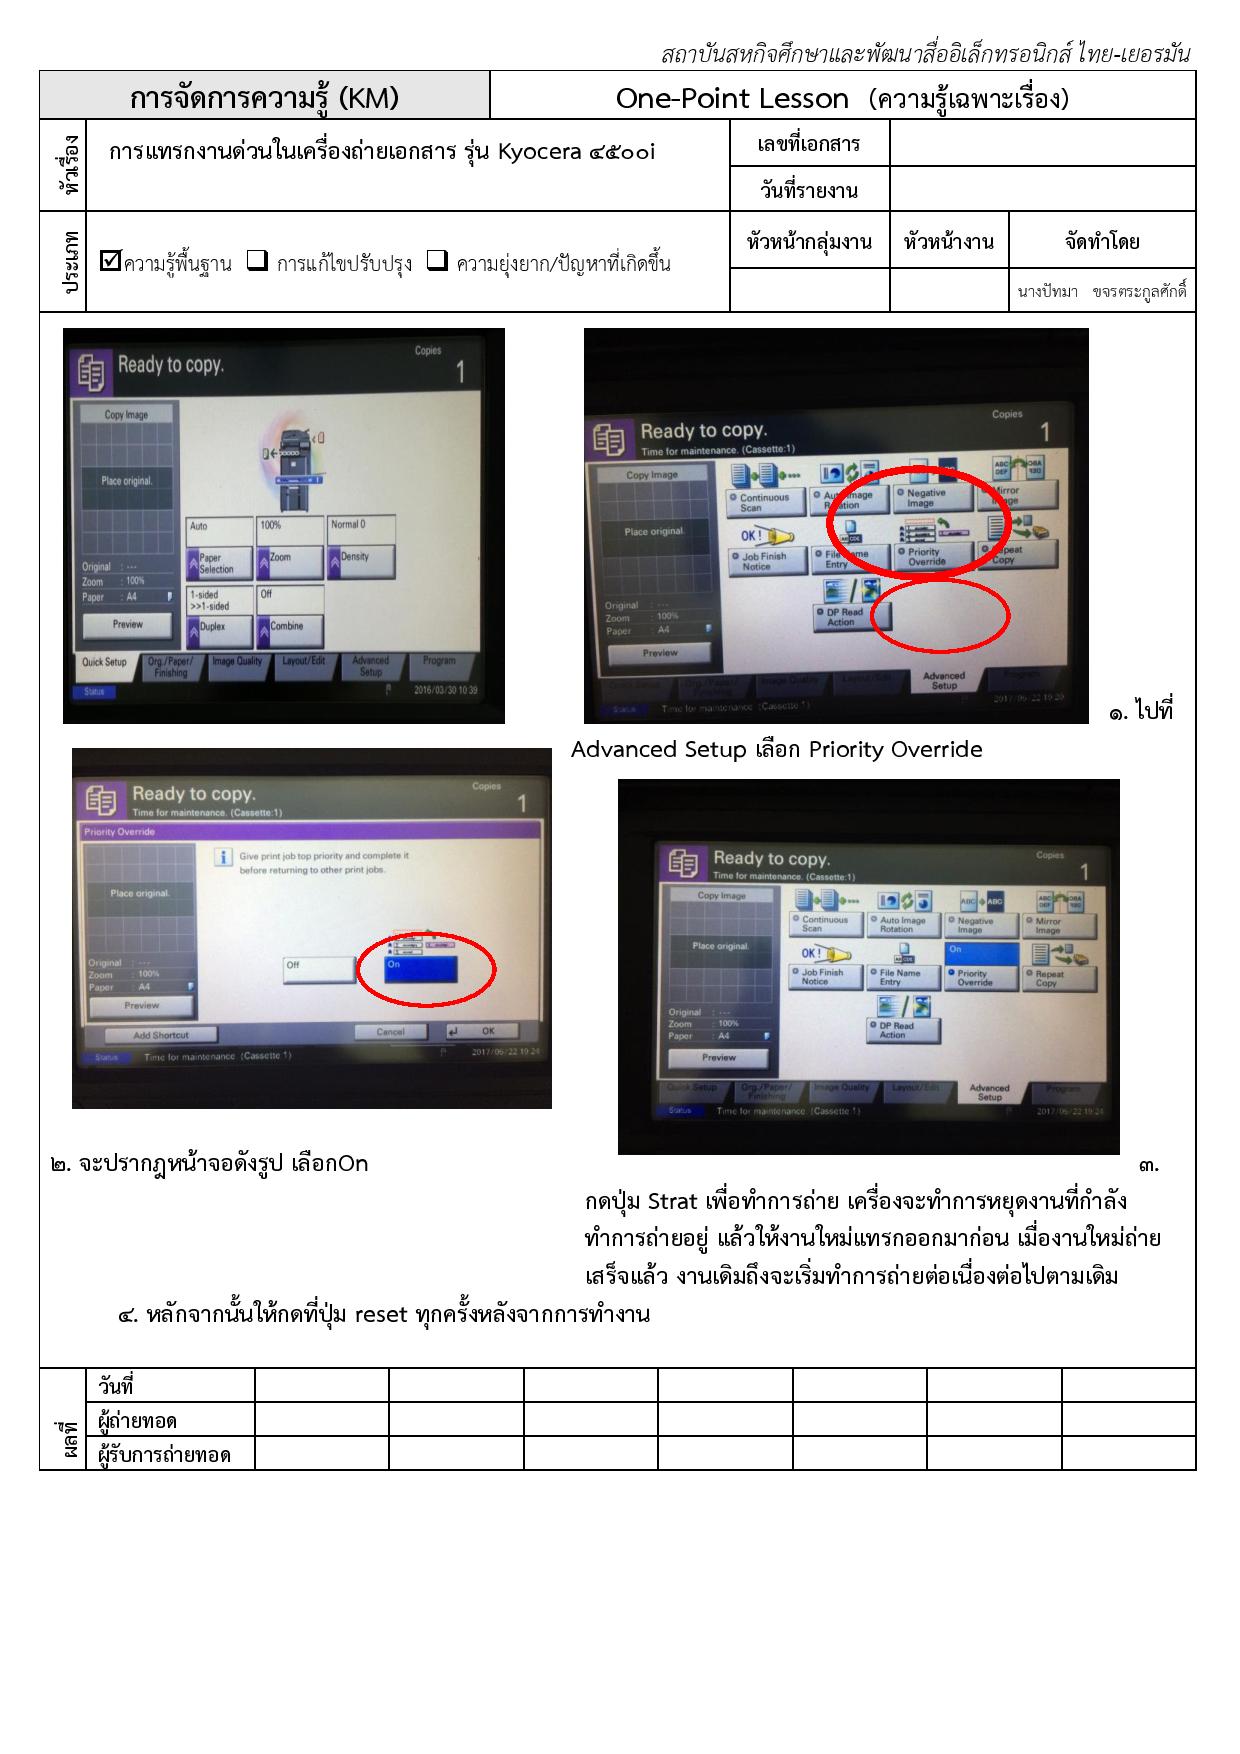 สถาบันสหกิจศึกษาและพัฒนาสื่ออิเล็กทรอนิกส์ ไทย-เยอรมัน
การจัดการความรู้ (KM)
One-Point Lesson (ความรู้เฉพาะเรื่อง)
หัวเรื่อง
การแทรกงานด่วนในเครื่องถ่ายเอกสาร รุ่น Kyocera ๔๕๐๐i
เลขที่เอกสาร
วันที่รายงาน
ประเภท
ความรู้พื้นฐาน การแก้ไขปรับปรุง ความยุ่งยาก/ปัญหาที่เกิดขึ้น
หัวหน้ากลุ่มงาน หัวหน้างาน จัดทำโดย
นางปัทมา ขจรตระกูลศักดิ์
Ready to copy.
Copies
1
Copy Image
Place original.
Auto 100% Normal 0
Paper Selection
Zoom
Density
Original : ---
Zoom : 100%
Paper : A4
1-sided >>1-sided
Off
Preview
Duplex
Combine
Quick Setup
Org./Paper/Finishing
Image Quality
Layout/Edit
Advanced Setup
Program
Status
2016/03/30 10:39
Ready to copy.
Time for maintenance. (Cassette:1)
Copies
1
Copy Image
Place original.
Continuous Scan
Auto Image Rotation
Negative Image
Mirror Image
OK!
Job Finish Notice
File Name Entry
Priority Override
Repeat Copy
Original : ---
Zoom : 100%
Paper : A4
DP Read Action
Preview
Quick Setup
Org./Paper/Finishing
Image Quality
Layout/Edit
Advanced Setup
Program
Status
Time for maintenance (Cassette 1)
๑. ไปที่
Advanced Setup เลือก Priority Override
Ready to copy.
Time for maintenance. (Cassette:1)
Copies
1
Priority Override
Give print job top priority and complete it
before returning to other print jobs.
Place original.
Off
On
Original : ---
Zoom : 100%
Paper : A4
Preview
Add Shortcut
Cancel
OK
Status
Time for maintenance (Cassette 1)
2017/06/22 19:24
Ready to copy.
Time for maintenance. (Cassette:1)
Copies
1
Copy Image
Place original.
Continuous Scan
Auto Image Rotation
ABC ABC
Negative Image
Mirror Image
OK!
On
Job Finish Notice
File Name Entry
Priority Override
Repeat Copy
Original : ---
Zoom : 100%
Paper : A4
DP Read Action
Preview
Quick Setup
Org./Paper/Finishing
Image Quality
Layout/Edit
Advanced Setup
Program
Status
Time for maintenance (Cassette 1)
2017/06/22 19:24
๒. จะปรากฎหน้าจอดังรูป เลือกOn
๓.
กดปุ่ม Strat เพื่อทำการถ่าย เครื่องจะทำการหยุดงานที่กำลัง
ทำการถ่ายอยู่ แล้วให้งานใหม่แทรกออกมาก่อน เมื่องานใหม่ถ่าย
เสร็จแล้ว งานเดิมถึงจะเริ่มทำการถ่ายต่อเนื่องต่อไปตามเดิม
๔. หลักจากนั้นให้กดที่ปุ่ม reset ทุกครั้งหลังจากการทำงาน
ผลที่
วันที่
ผู้ถ่ายทอด
ผู้รับการถ่ายทอด